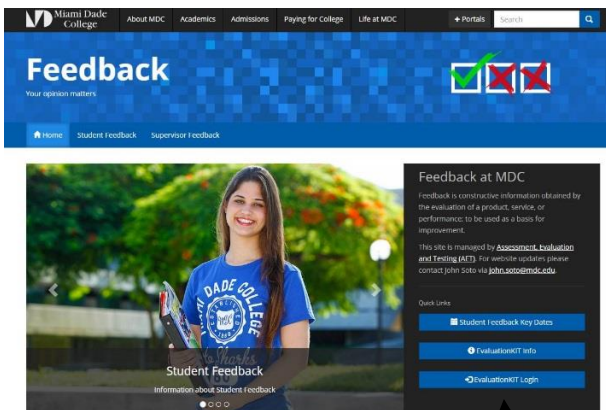 Miami Dade
College
About MDC Academics Admissions Paying for College Life at MDC + Portals Search
Feedback
Your opinion matters
Home Student Feedback Supervisor Feedback
MIAMI DADE COLLEGE
MDC
Sharks
Student Feedback
Information about Student Feedback
Feedback at MDC
Feedback is constructive information obtained by
the evaluation of a product, service, or
performance; to be used as a basis for
improvement.
This site is managed by Assessment, Evaluation
and Testing (AET). For website updates please
contact John Soto via john.soto@mdc.edu.
Quick Links
Student Feedback Key Dates
EvaluationKIT Info
EvaluationKIT Login